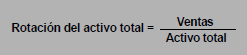 Rotación del activo total = Ventas
Activo total